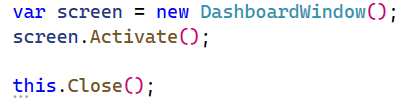 var screen = new DashboardWindow();
screen.Activate();
this.Close();